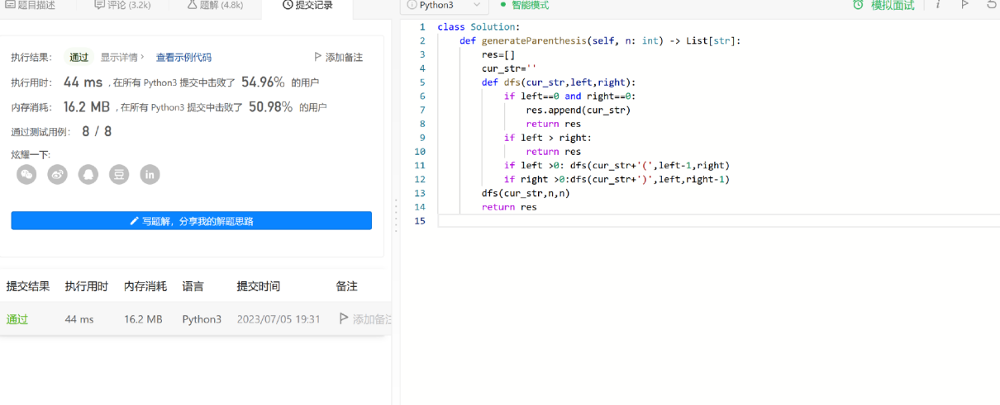 题目描述 评论 (3.2k) 题解 (4.8k) 提交记录
执行结果： 通过 显示详情 › 查看示例代码 添加备注
执行用时： 44 ms , 在所有 Python3 提交中击败了 54.96% 的用户
内存消耗： 16.2 MB , 在所有 Python3 提交中击败了 50.98% 的用户
通过测试用例： 8 / 8
炫耀一下:
豆 in
写题解，分享我的解题思路
提交结果 执行用时 内存消耗 语言 提交时间 备注
通过 44 ms 16.2 MB Python3 2023/07/05 19:31 添加备注
Python3 智能模式 模拟面试 i
1 class Solution:
2     def generateParenthesis(self, n: int) -> List[str]:
3         res=[]
4         cur_str=''
5         def dfs(cur_str,left,right):
6             if left==0 and right==0:
7                 res.append(cur_str)
8                 return res
9             if left > right:
10                 return res
11             if left >0: dfs(cur_str+'(',left-1,right)
12             if right >0:dfs(cur_str+')',left,right-1)
13         dfs(cur_str,n,n)
14         return res
15